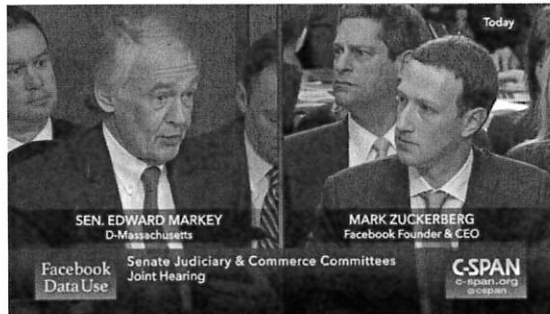 Today
SEN. EDWARD MARKEY
D-Massachusetts
MARK ZUCKERBERG
Facebook Founder & CEO
Facebook
Data Use
Senate Judiciary & Commerce Committees
Joint Hearing
C-SPAN
c-span.org
@cspan